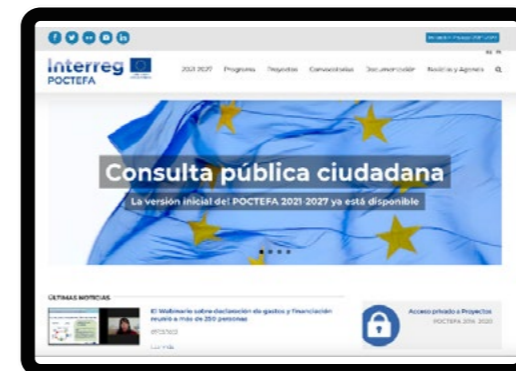 Interreg
POCTEFA
2021-2027 Programa Proyectos Convocatorias Documentación Noticias y Agenda
ES FR
Consulta pública ciudadana
La versión inicial del POCTEFA 2021-2027 ya está disponible
ÚLTIMAS NOTICIAS
El Webinario sobre declaración de gastos y financiación
reunió a más de 250 personas
Leer más
Acceso privado a Proyectos
POCTEFA 2014-2020